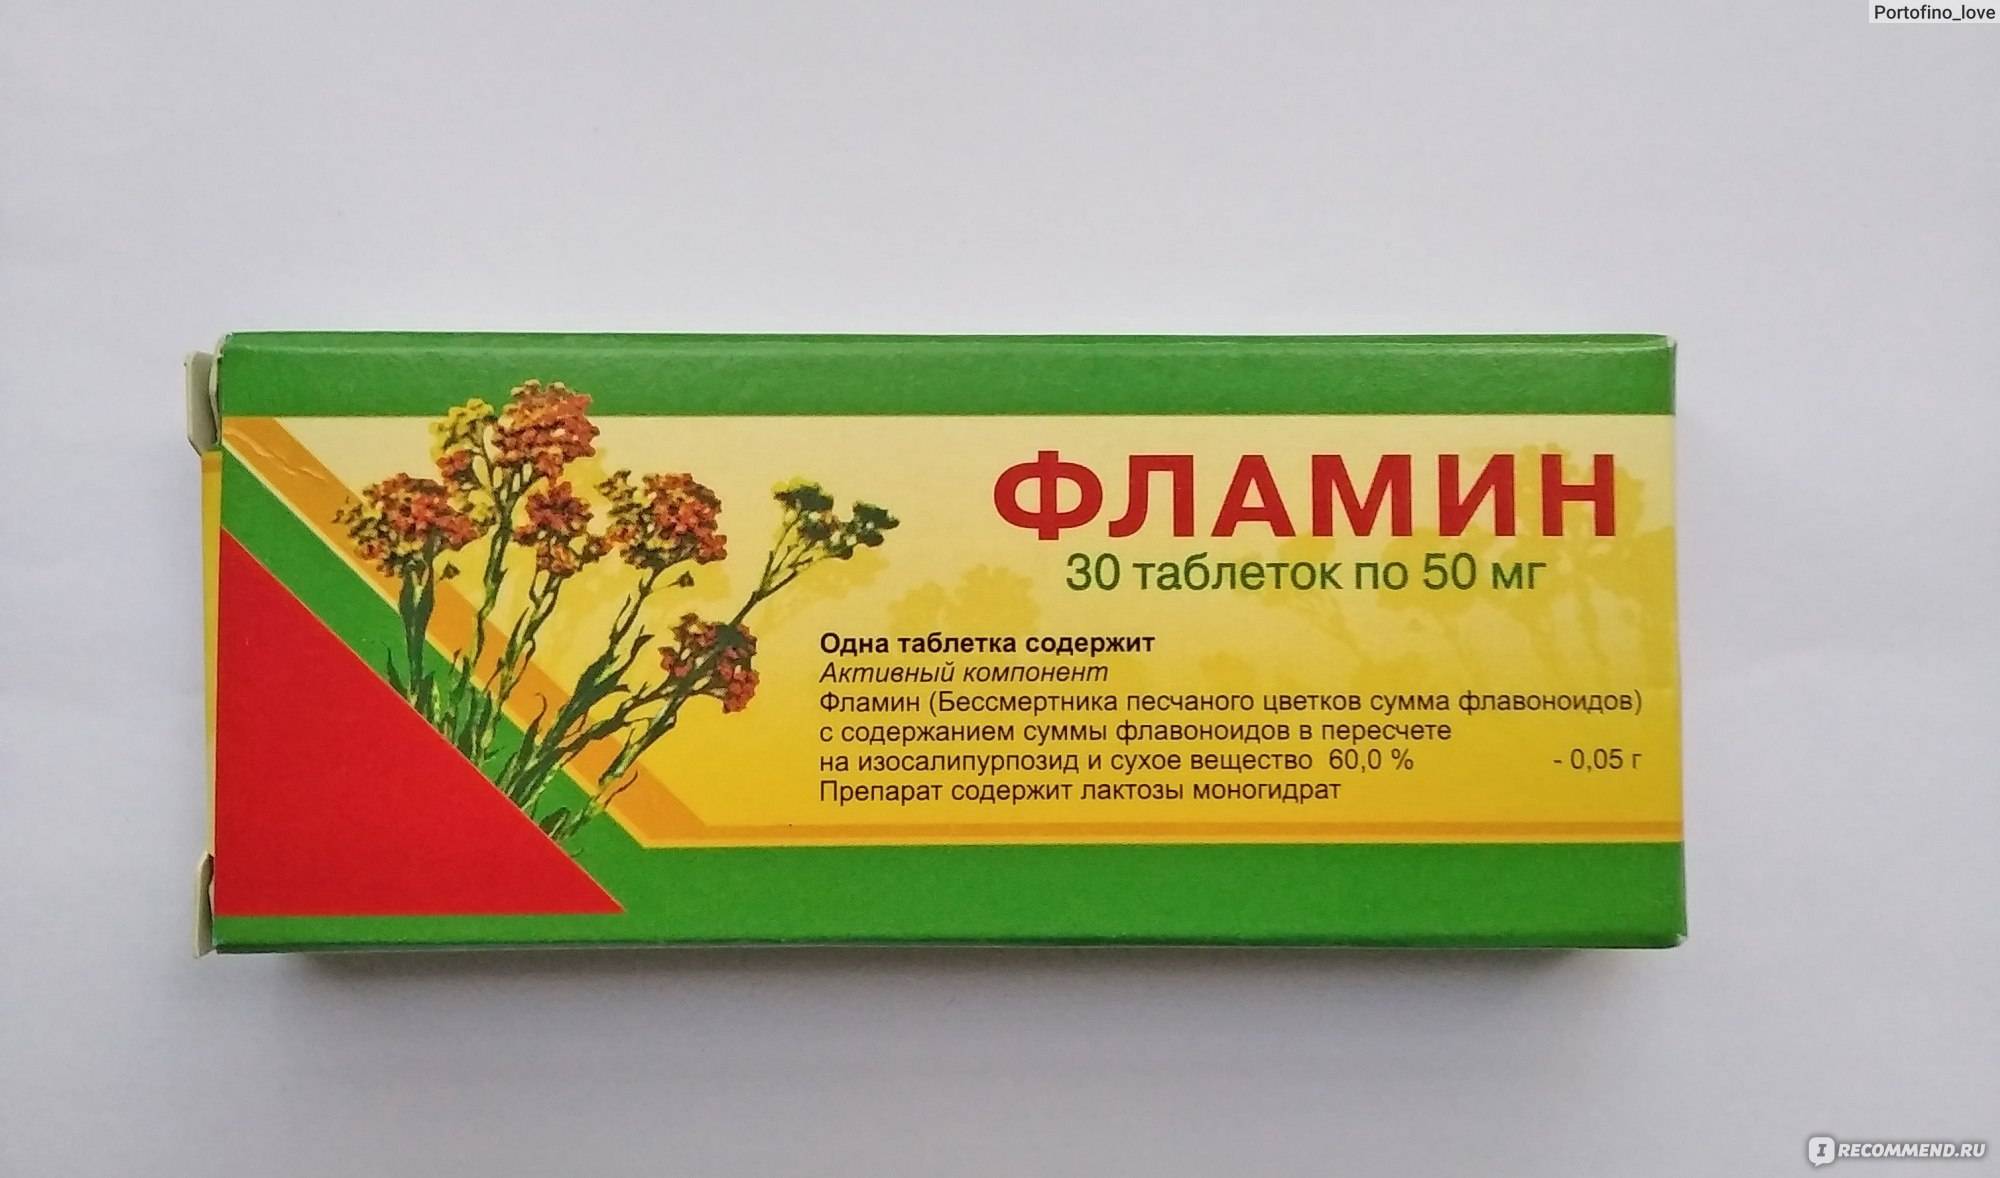 Portofino_love
ФЛАМИН
30 таблеток по 50 мг
Одна таблетка содержит
Активный компонент
Фламин (Бессмертника песчаного цветков сумма флавоноидов)
с содержанием суммы флавоноидов в пересчете
на изосалипурпозид и сухое вещество 60,0 % - 0,05 г
Препарат содержит лактозы моногидрат
IRECOMMEND.RU